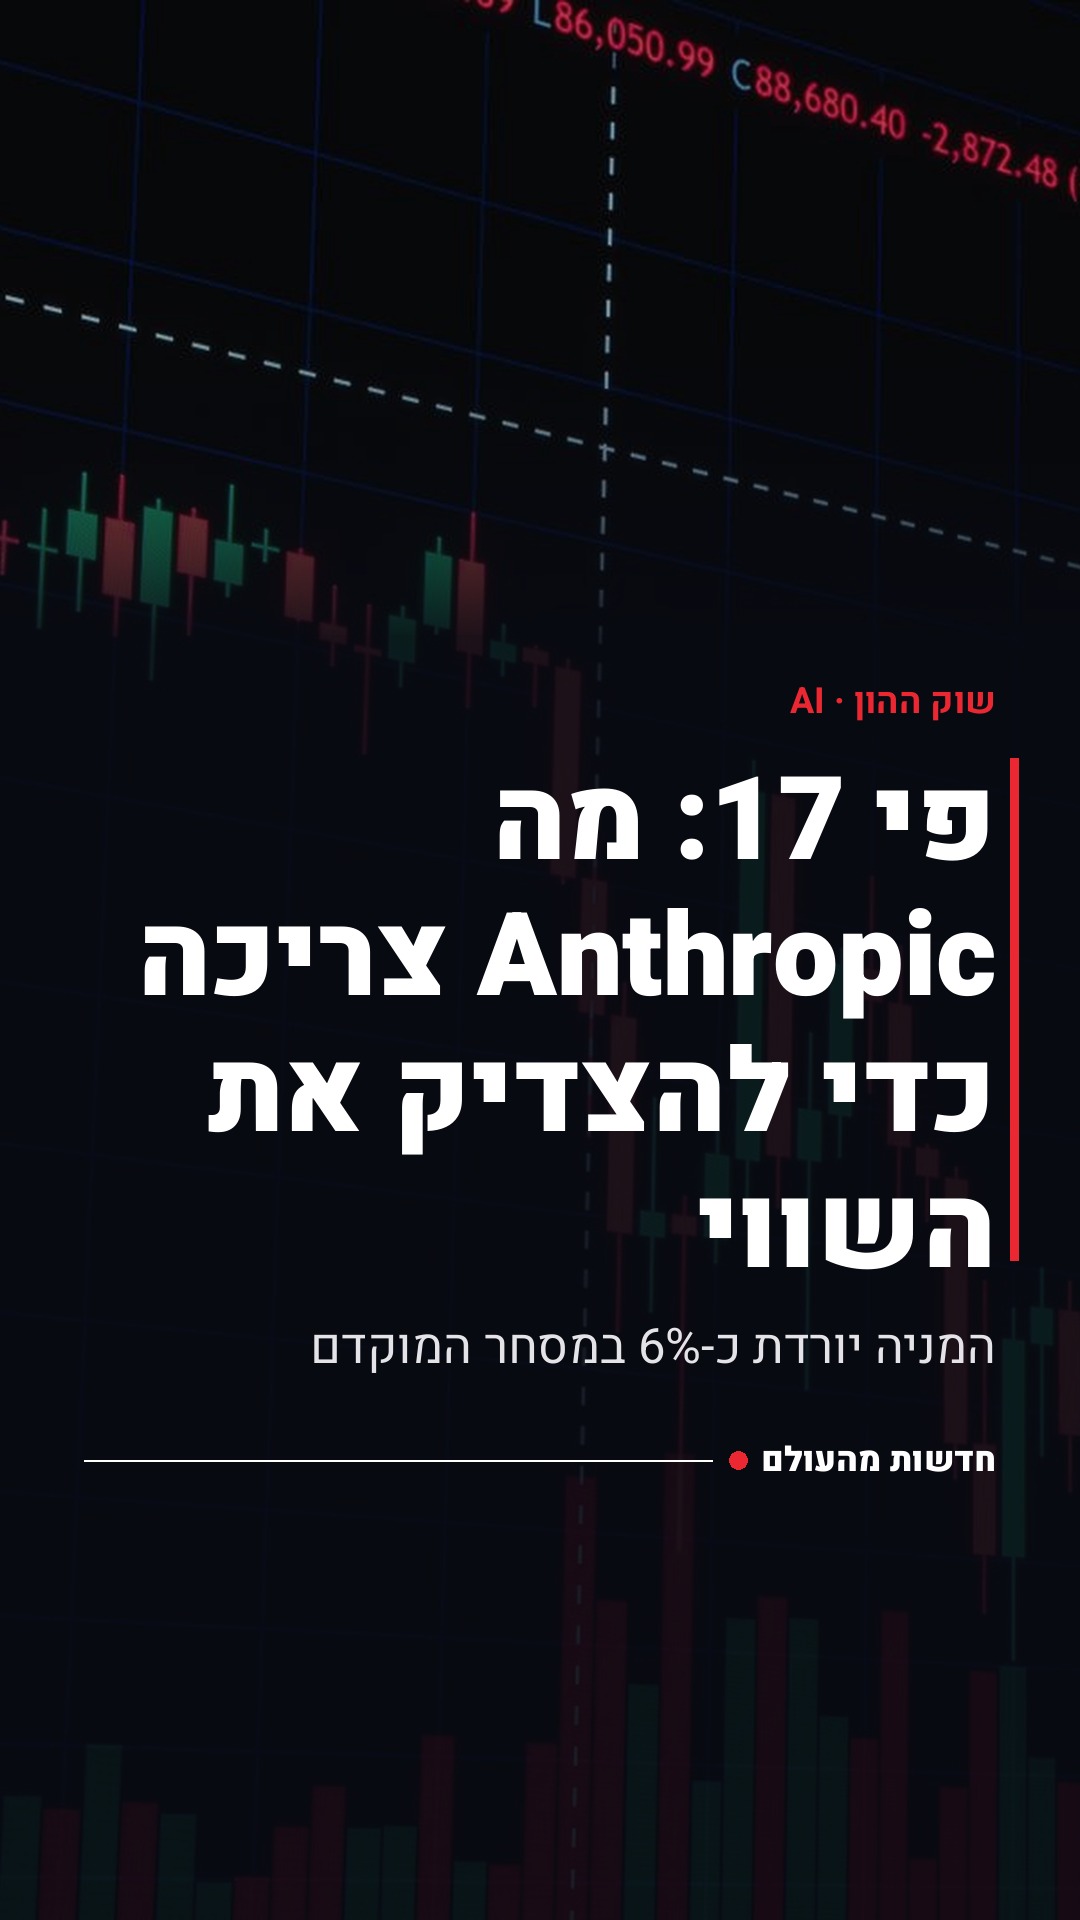 L86,050.99 C88,680.40 -2,872.48 (
שוק ההון · AI
פי 17: מה
Anthropic צריכה
כדי להצדיק את
השווי
המניה יורדת כ-6% במסחר המוקדם
חדשות מהעולם